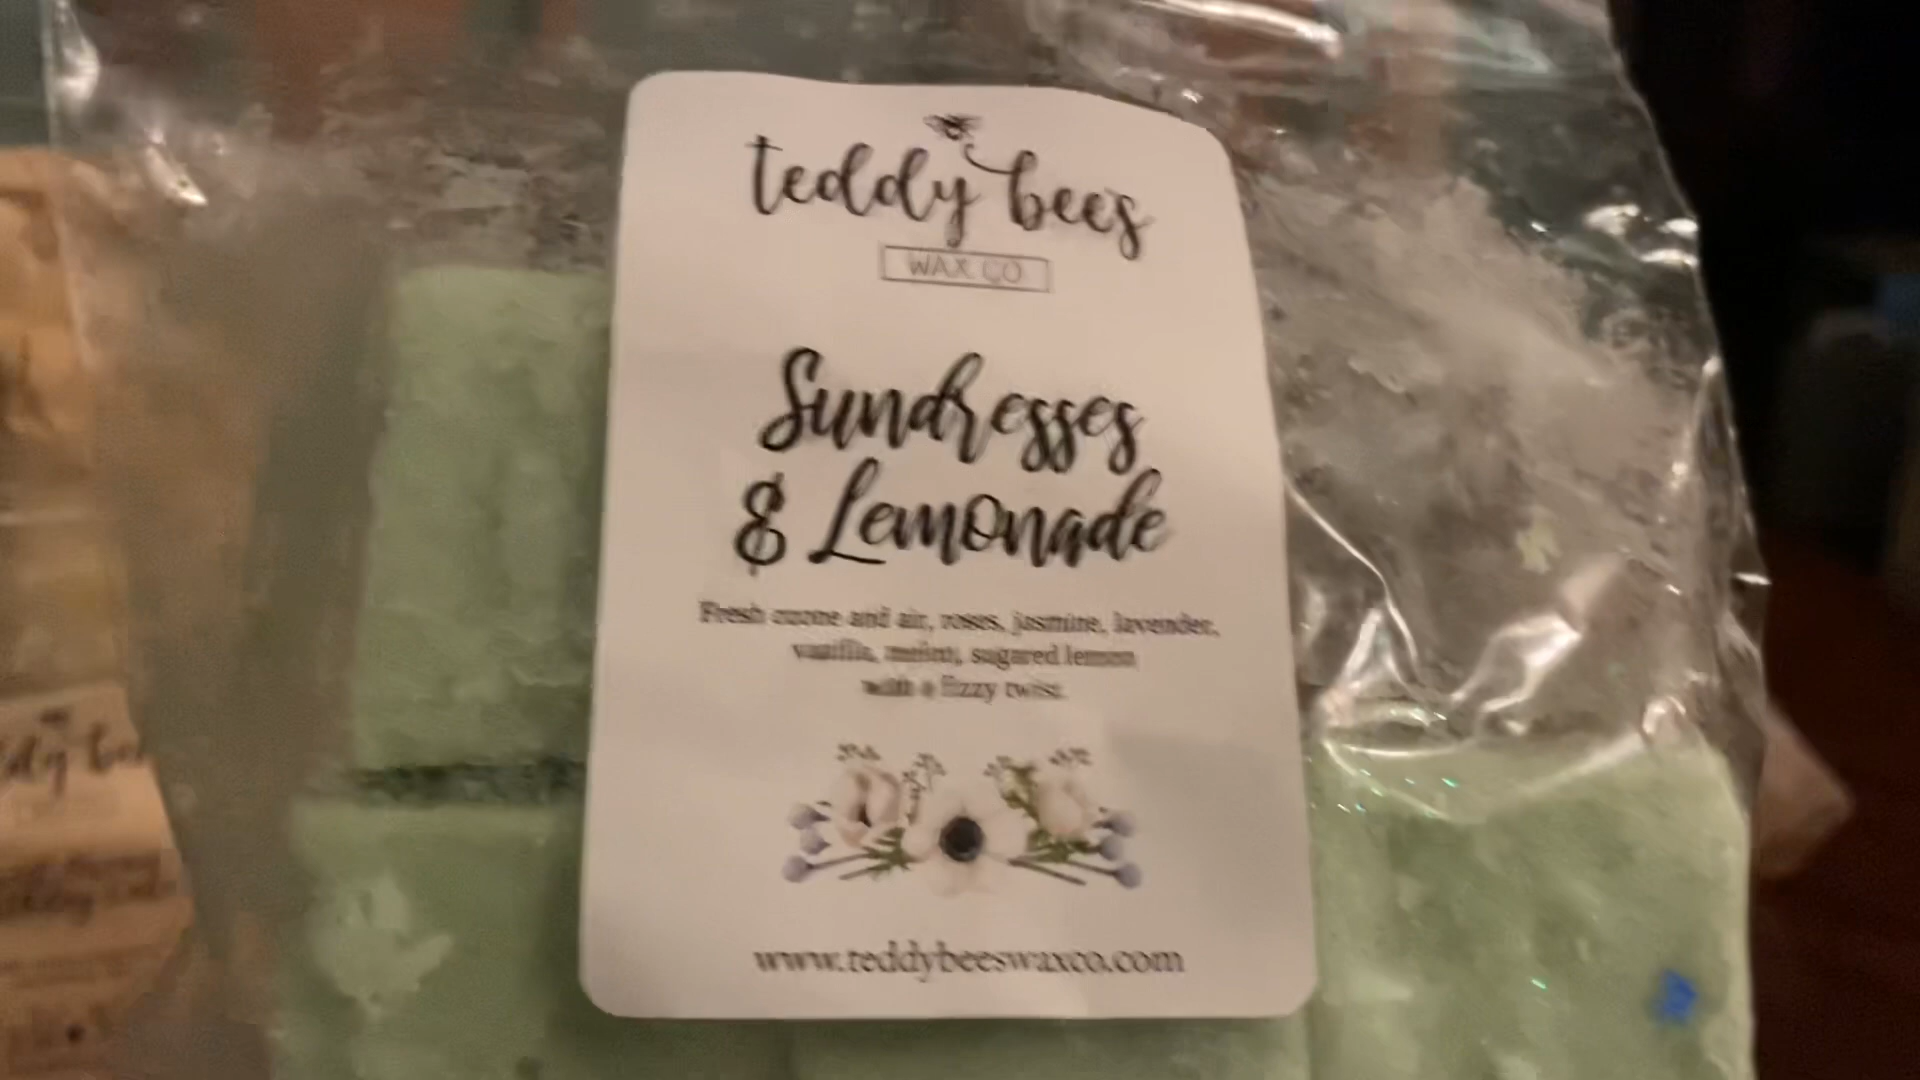 teddy bees
WAX CO
Sundresses
& Lemonade
Fresh ozone and air, roses, jasmine, lavender,
vanilla, sugared lemon
with a fizzy twist.
www.teddybeeswaxco.com